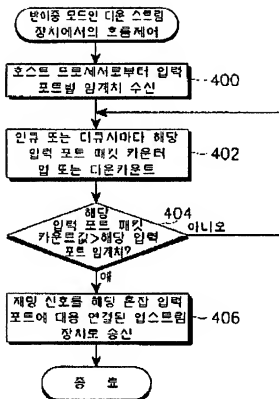 반이중 모드인 다운 스트림
장치에서의 흐름제어
호스트 프로세서로부터 입력
포트별 임계치 수신
400
인큐 또는 디큐시마다 해당
입력 포트 패킷 카운터
업 또는 다운카운트
402
해당
404
입력 포트 패킷
아니오
카운트값>해당 입력
포트 임계치?
예
재밍 신호를 해당 혼잡 입력
포트에 대응 연결된 업스트림
장치로 송신
406
종 료